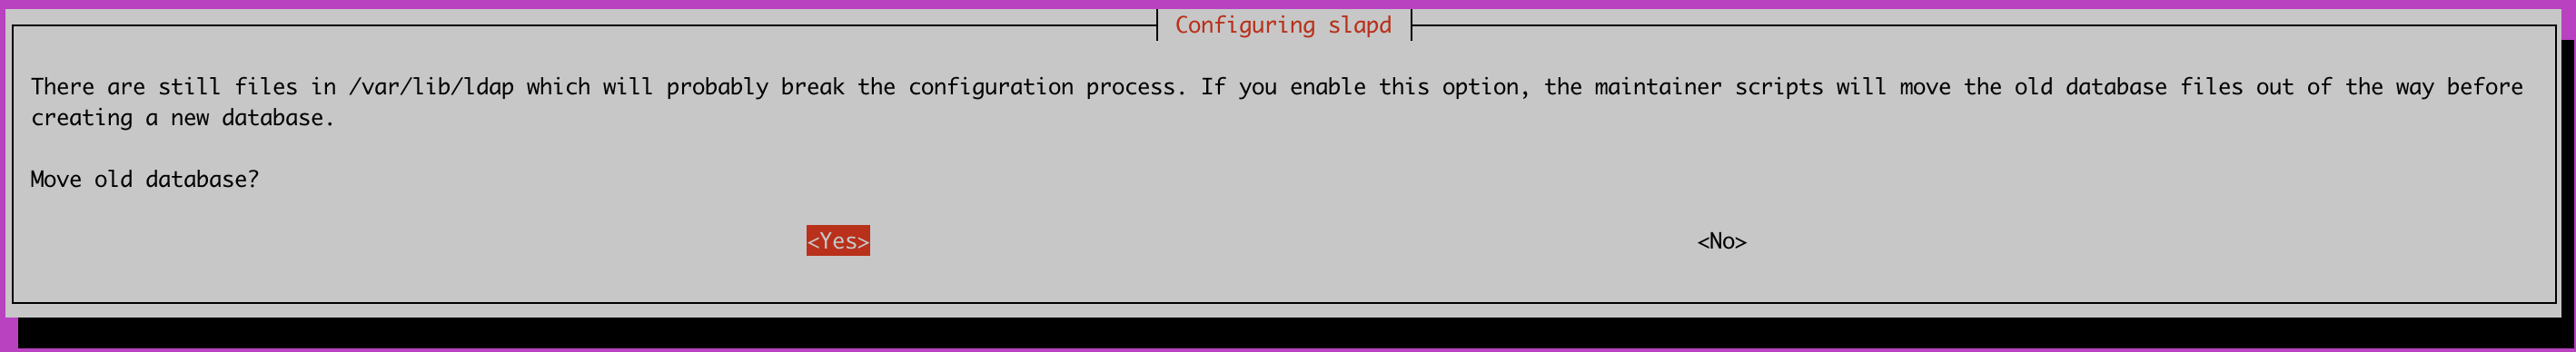 Configuring slapd
There are still files in /var/lib/ldap which will probably break the configuration process. If you enable this option, the maintainer scripts will move the old database files out of the way before
creating a new database.
Move old database?
<Yes> <No>